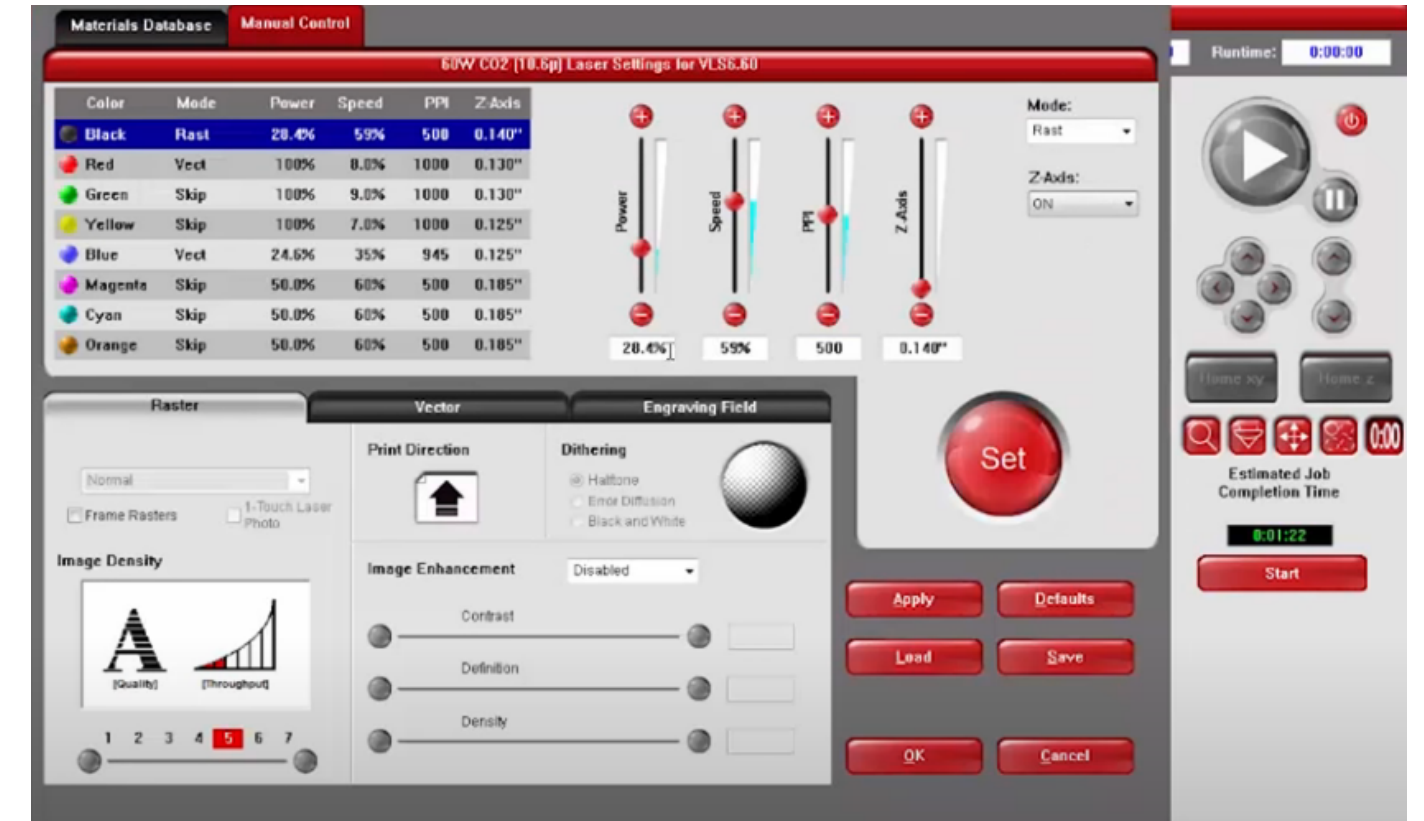 Materials Database Manual Control
60W CO2 (10.6µ) Laser Settings for VLS6.60
Runtime: 0:00:00
Color Mode Power Speed PPI Z-Axis
Black Rast 28.4% 59% 500 0.140"
Red Vect 100% 8.0% 1000 0.130"
Green Skip 100% 9.0% 1000 0.130"
Yellow Skip 100% 7.0% 1000 0.125"
Blue Vect 24.6% 35% 945 0.125"
Magenta Skip 50.0% 60% 500 0.185"
Cyan Skip 50.0% 60% 500 0.185"
Orange Skip 50.0% 60% 500 0.185"
Power
Speed
PPI
Z-Axis
28.4% 59% 500 0.140"
Mode:
Rast
Z-Axis:
ON
Set
Home xy Home z
0:00
Estimated Job
Completion Time
0:01:22
Start
Raster Vector Engraving Field
Normal
Frame Rasters
1-Touch Laser
Photo
Image Density
A
[Quality] [Throughput]
1 2 3 4 5 6 7
Print Direction
Dithering
Halftone
Error Diffusion
Black and White
Image Enhancement Disabled
Contrast
Definition
Density
Apply Defaults
Load Save
OK Cancel